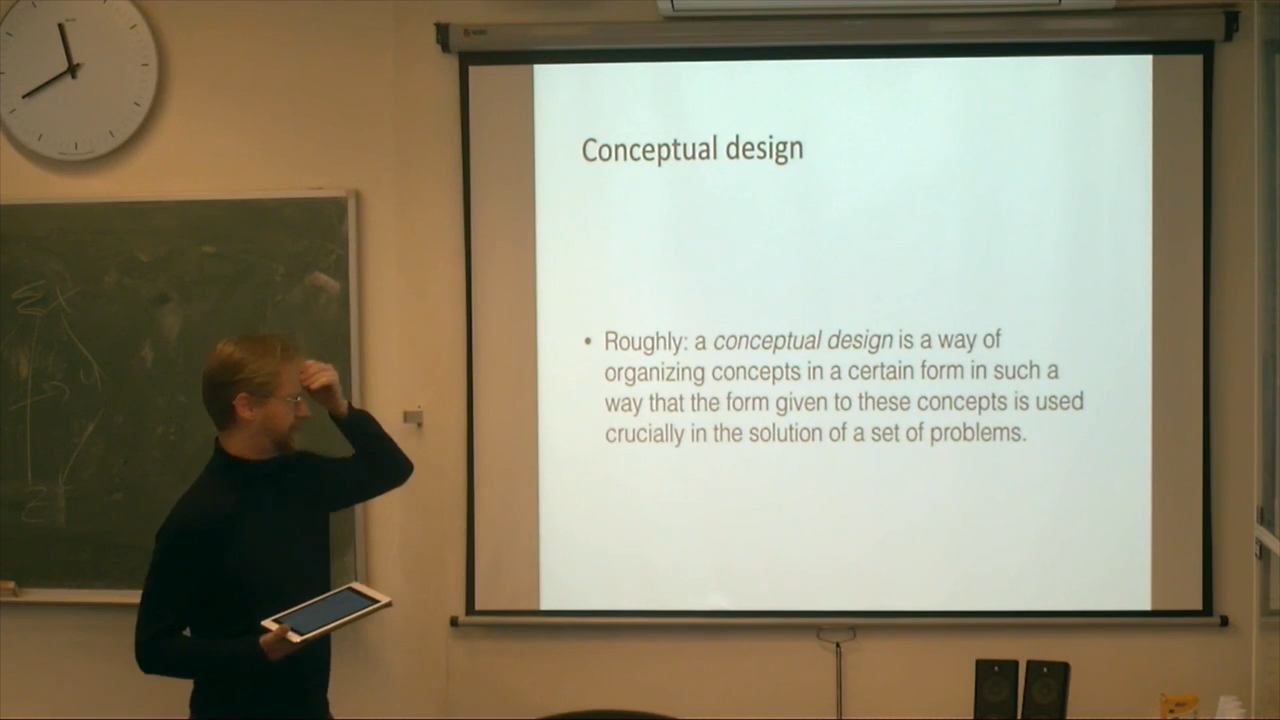 Conceptual design
• Roughly: a conceptual design is a way of
organizing concepts in a certain form in such a
way that the form given to these concepts is used
crucially in the solution of a set of problems.